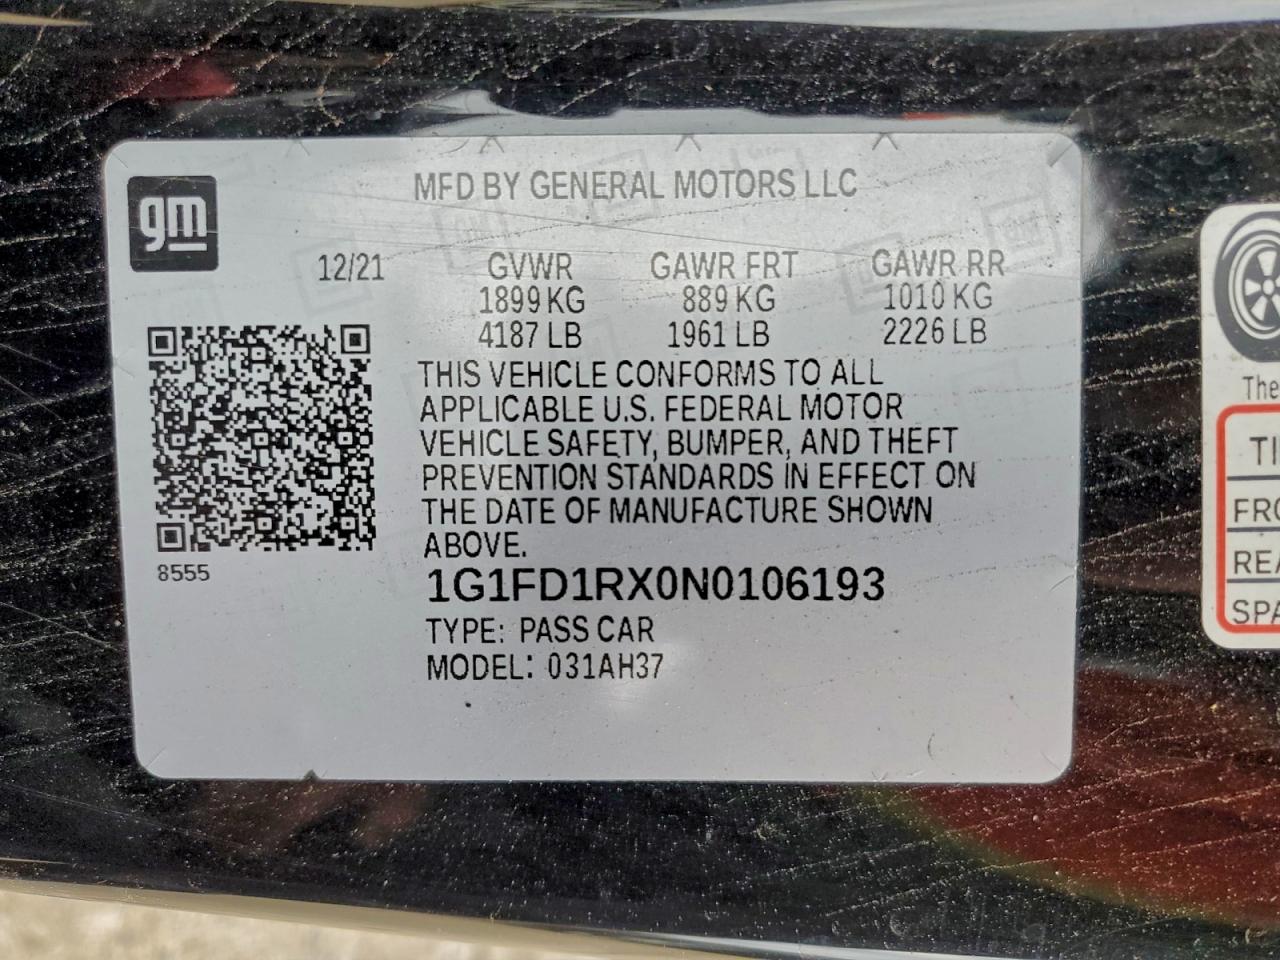 MFD BY GENERAL MOTORS LLC
gm
12/21 GVWR GAWR FRT GAWR RR
1899 KG 889 KG 1010 KG
4187 LB 1961 LB 2226 LB
THIS VEHICLE CONFORMS TO ALL
APPLICABLE U.S. FEDERAL MOTOR
VEHICLE SAFETY, BUMPER, AND THEFT
PREVENTION STANDARDS IN EFFECT ON
THE DATE OF MANUFACTURE SHOWN
ABOVE.
8555
1G1FD1RX0N0106193
TYPE: PASS CAR
MODEL: 031AH37
The